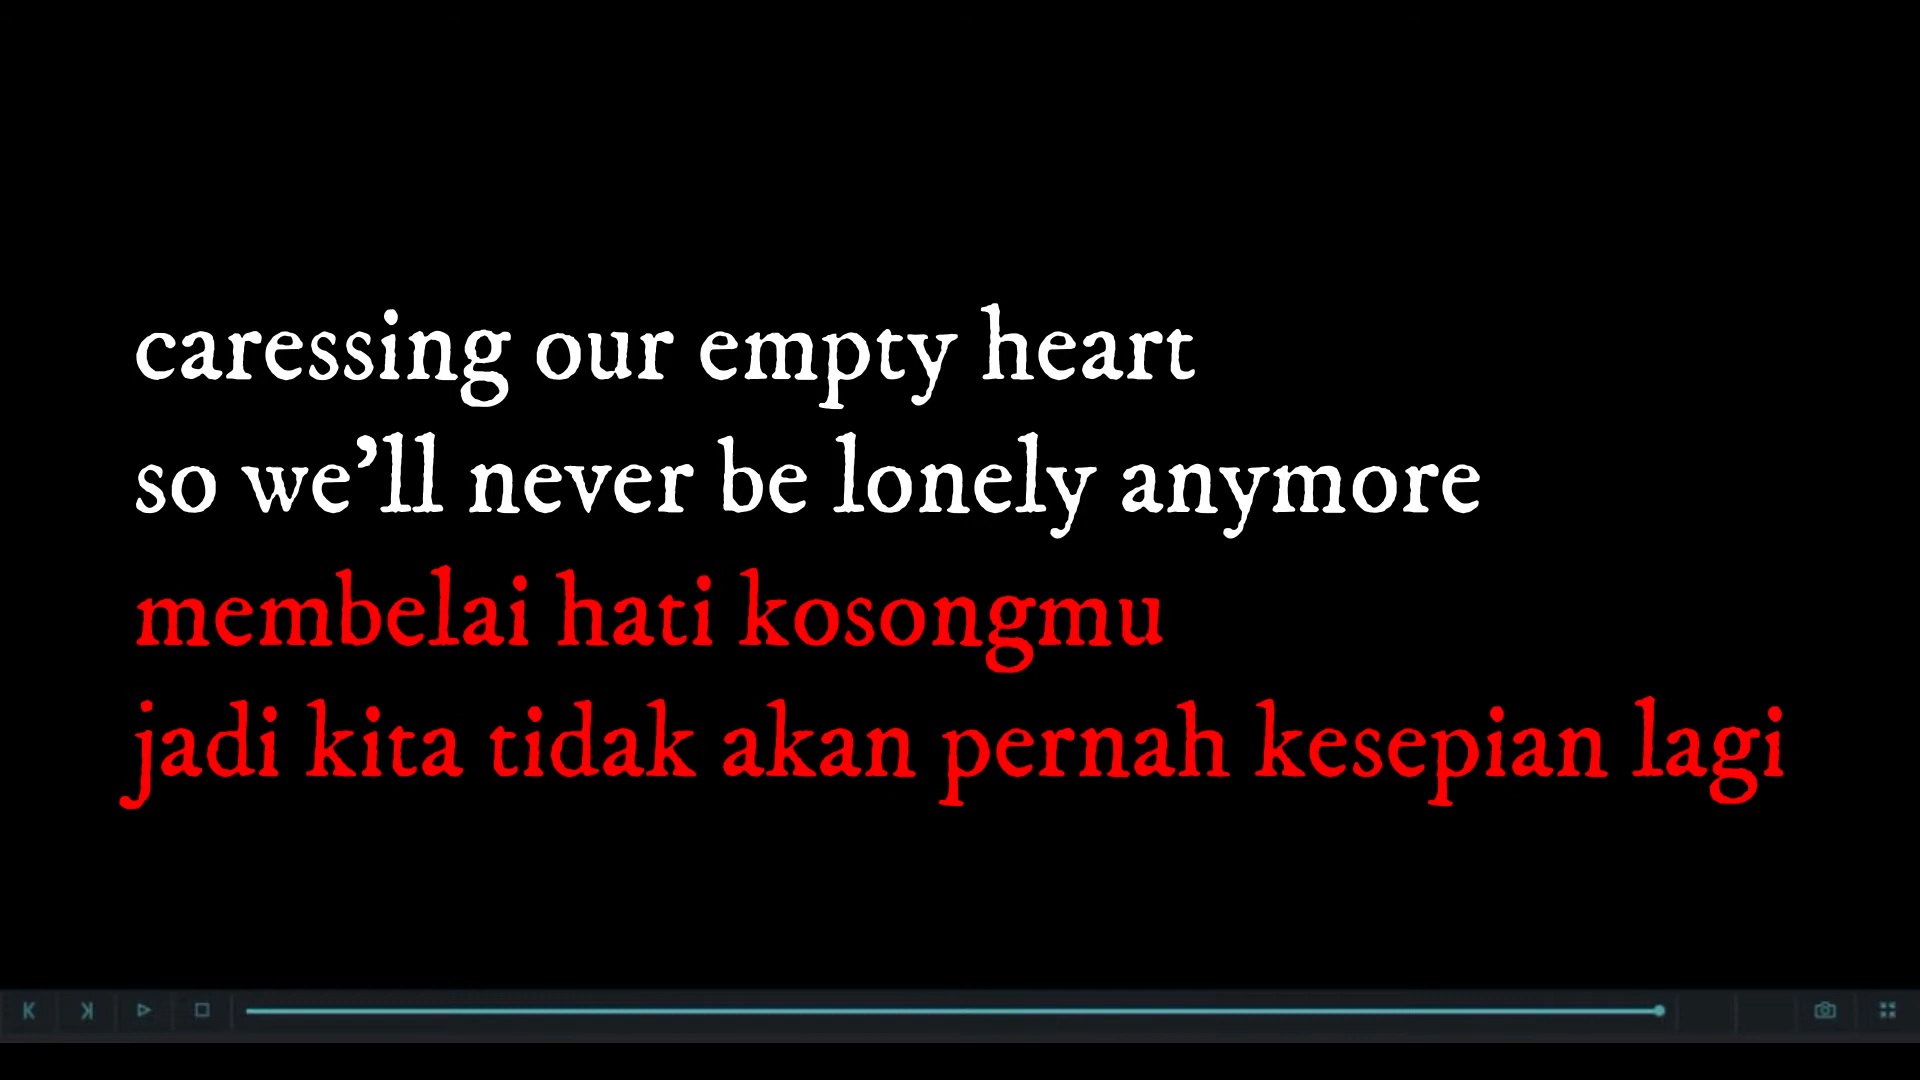 caressing our empty heart
so we’ll never be lonely anymore
membelai hati kosongmu
jadi kita tidak akan pernah kesepian lagi